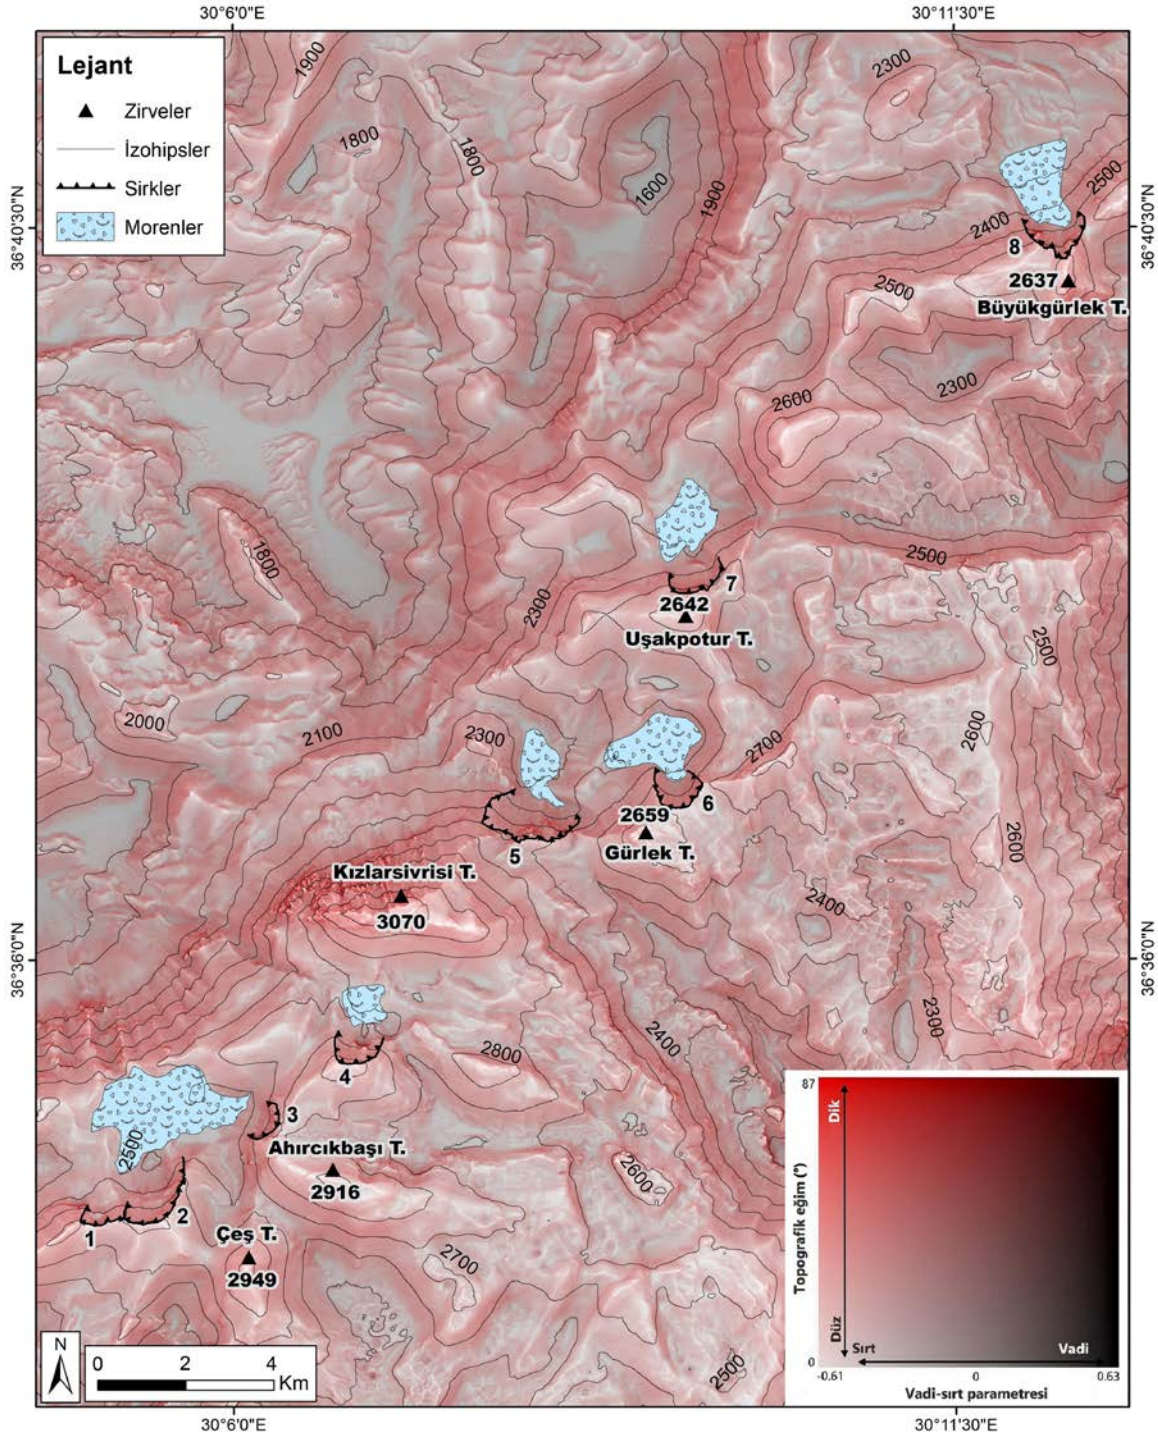 30°6'0"E
30°11'30"E
Lejant
Zirveler
İzohipsler
Sirkler
Morenler
1900
1800
1800
1600
1900
2300
2500
2400
8
2637
Büyükgürlek T.
2500
2300
2600
36°40'30"N
36°40'30"N
1800
2500
7
2642
Uşakpotur T.
2300
2500
2000
2100
2300
2600
2700
6
2659
Gürlek T.
5
2600
Kızlarsivrisi T.
3070
2400
36°36'0"N
36°36'0"N
2300
2400
2800
4
3
2500
Ahırcıkbaşı T.
2916
2600
1
2
Çeş T.
2949
2700
2500
N
0 2 4
Km
87
Dik
Topografik eğim (°)
Düz
0
Sırt
Vadi
-0.61 0 0.63
Vadi-sırt parametresi
30°6'0"E
30°11'30"E